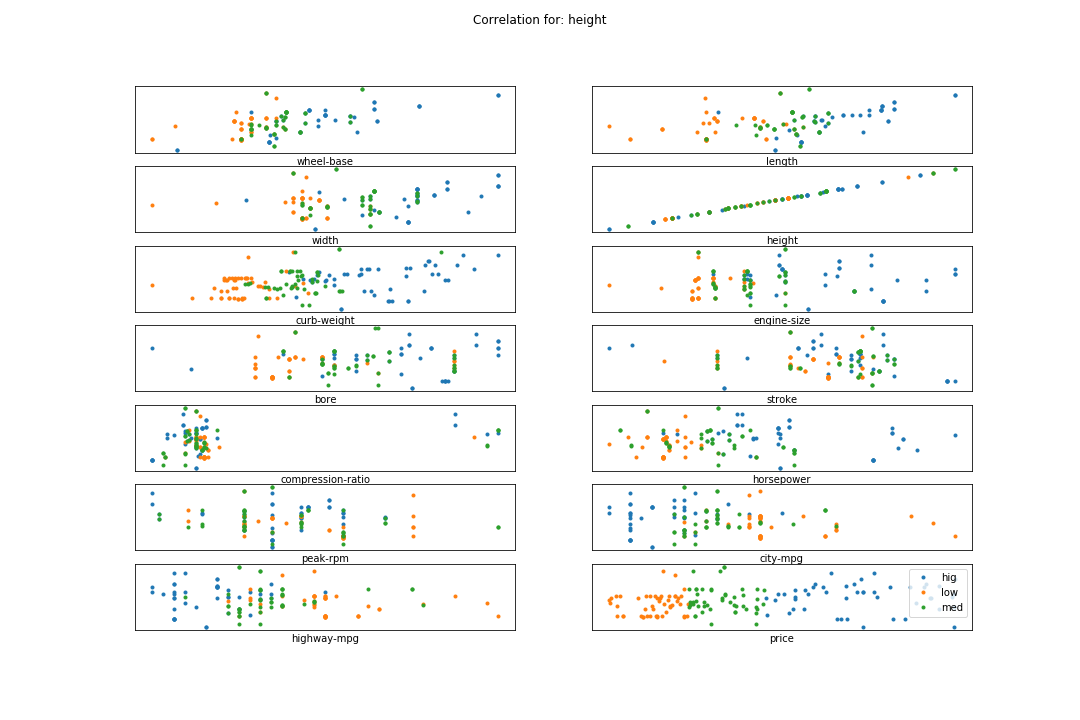 Correlation for: height
wheel-base
length
width
height
curb-weight
engine-size
bore
stroke
compression-ratio
horsepower
peak-rpm
city-mpg
hig
low
med
highway-mpg
price